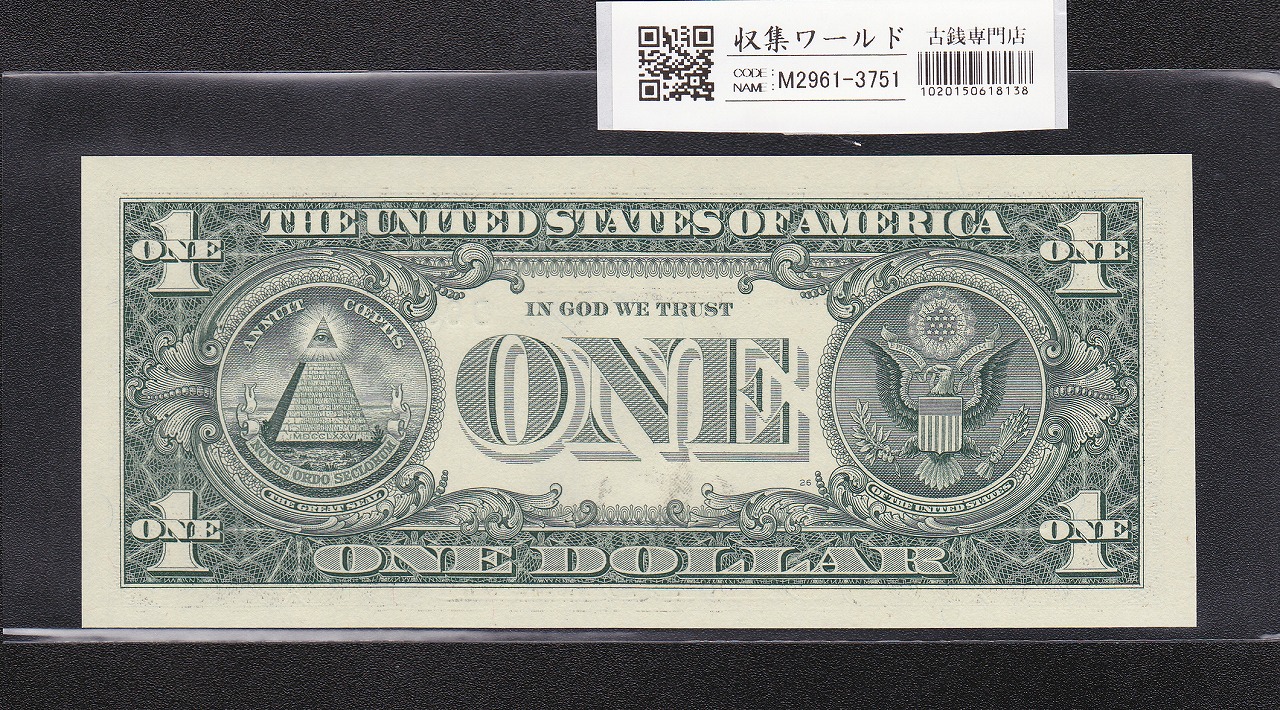 収集ワールド 古銭専門店
CODE:
NAME: M2961-3751
1020150618138
THE UNITED STATES OF AMERICA
1 ONE
1 ONE
IN GOD WE TRUST
ANNUIT CŒPTIS
ONE
MDCCLXXVI
NOVUS ORDO SECLORUM
26
THE GREAT SEAL
OF THE UNITED STATES
1 ONE
1 ONE
ONE DOLLAR